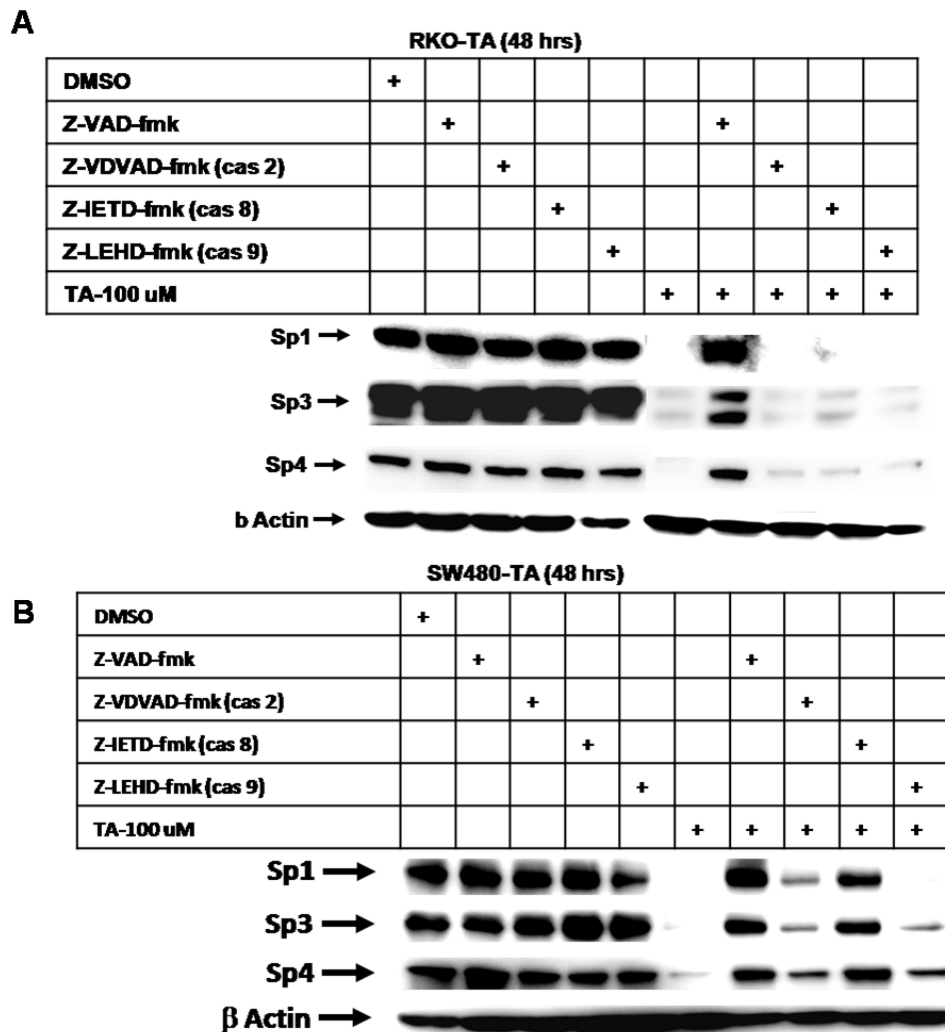 A
RKO-TA (48 hrs)
DMSO +
Z-VAD-fmk + +
Z-VDVAD-fmk (cas 2) + +
Z-IETD-fmk (cas 8) + +
Z-LEHD-fmk (cas 9) + +
TA-100 uM + + + + +
Sp1
Sp3
Sp4
b Actin
SW480-TA (48 hrs)
B
DMSO +
Z-VAD-fmk + +
Z-VDVAD-fmk (cas 2) + +
Z-IETD-fmk (cas 8) + +
Z-LEHD-fmk (cas 9) + +
TA-100 uM + + + + +
Sp1
Sp3
Sp4
β Actin